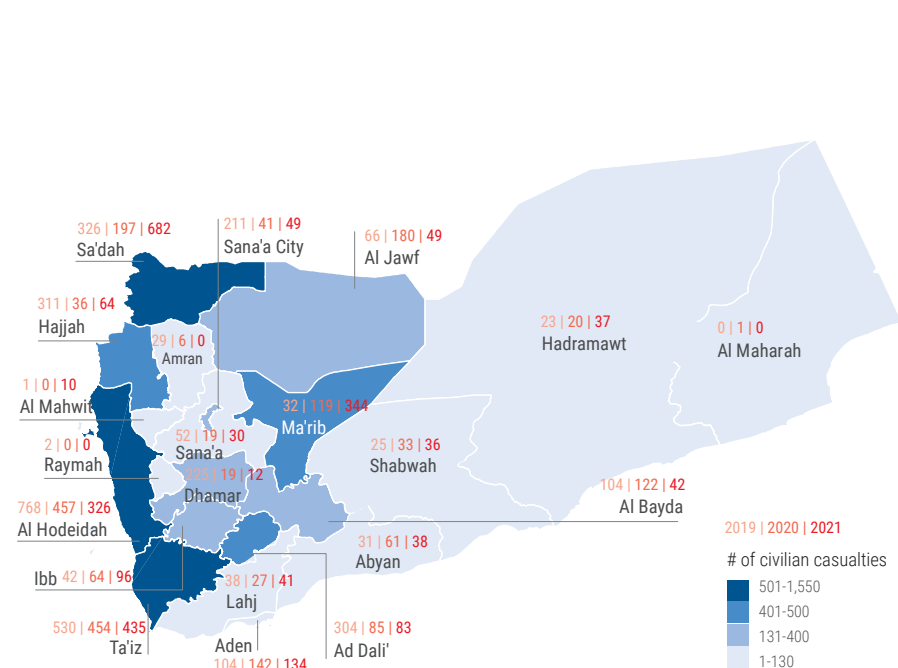 326 | 197 | 682
Sa'dah
211 | 41 | 49
Sana'a City
66 | 180 | 49
Al Jawf
311 | 36 | 64
Hajjah
29 | 6 | 0
Amran
23 | 20 | 37
Hadramawt
0 | 1 | 0
Al Maharah
1 | 0 | 10
Al Mahwit
32 | 119 | 344
Ma'rib
2 | 0 | 0
Raymah
52 | 19 | 30
Sana'a
25 | 33 | 36
Shabwah
| 19 | 12
Dhamar
104 | 122 | 42
Al Bayda
768 | 457 | 326
Al Hodeidah
31 | 61 | 38
Abyan
Ibb 42 | 64 | 96
38 | 27 | 41
Lahj
530 | 454 | 435
Ta'iz
Aden
104 | 142 | 134
304 | 85 | 83
Ad Dali'
2019 | 2020 | 2021
# of civilian casualties
501-1,550
401-500
131-400
1-130